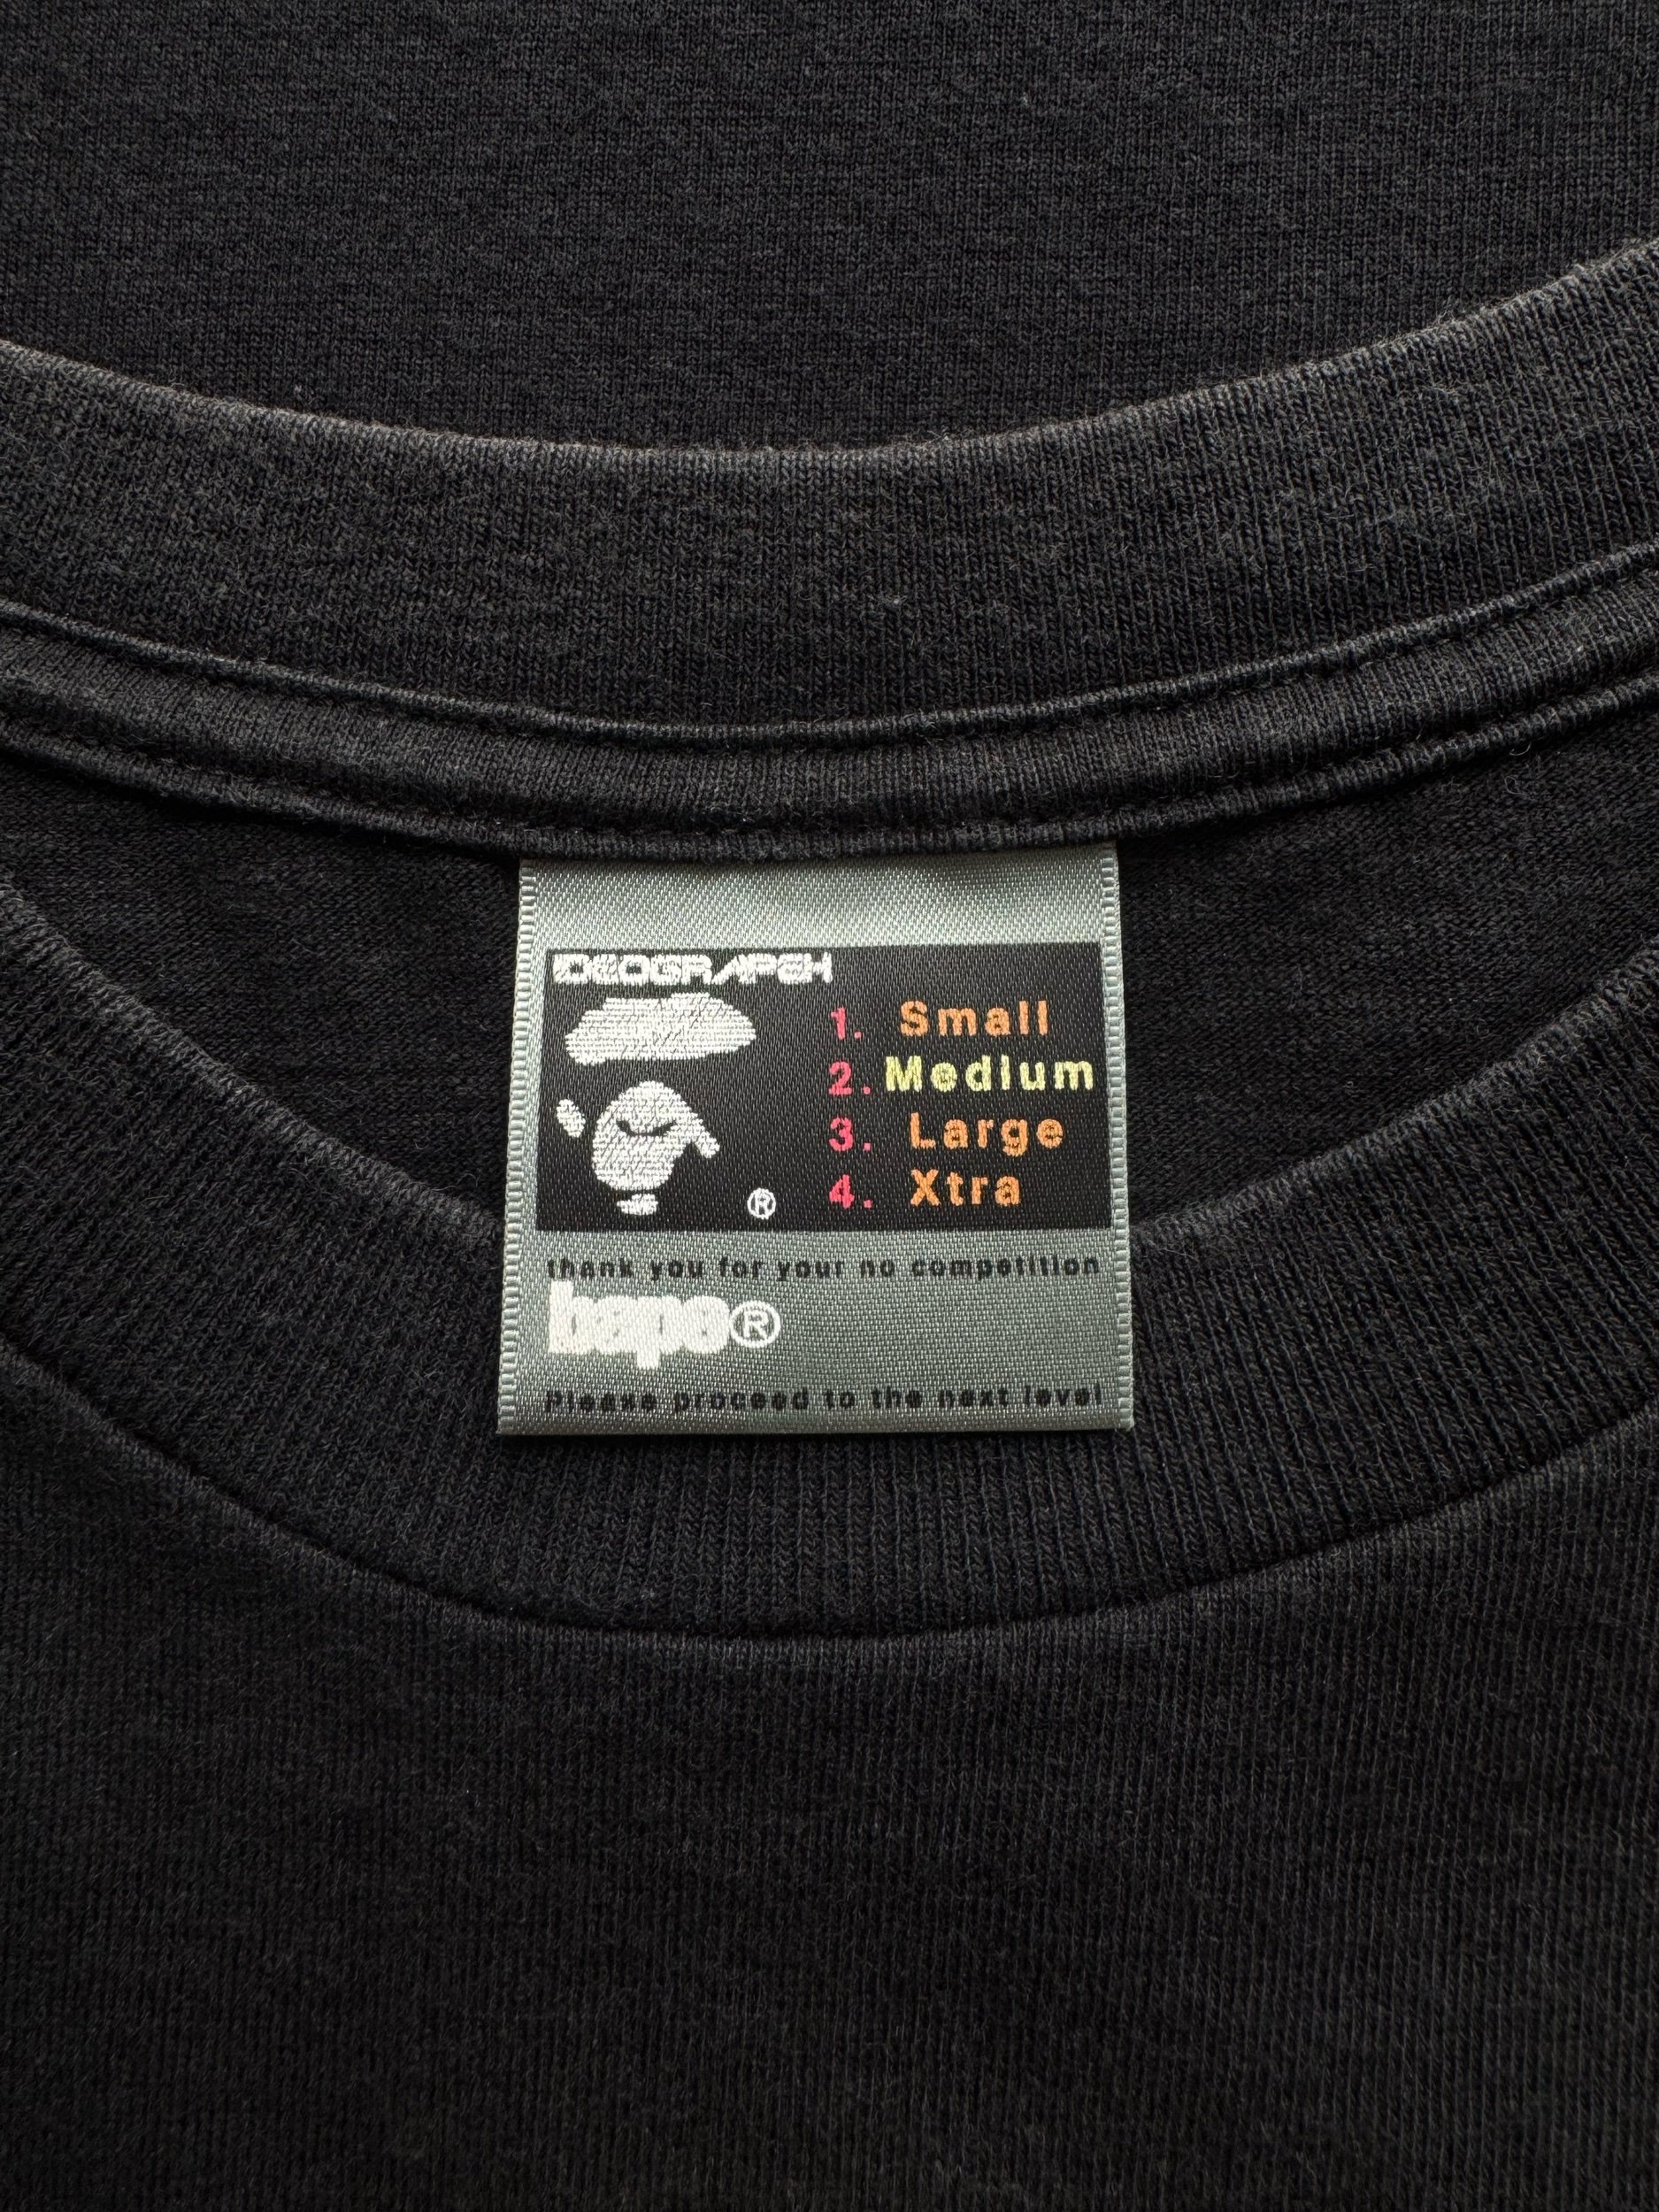 IDEOGRAPEH
1. Small
2. Medium
3. Large
4. Xtra
®
thank you for your no competition
bape®
Please proceed to the next level